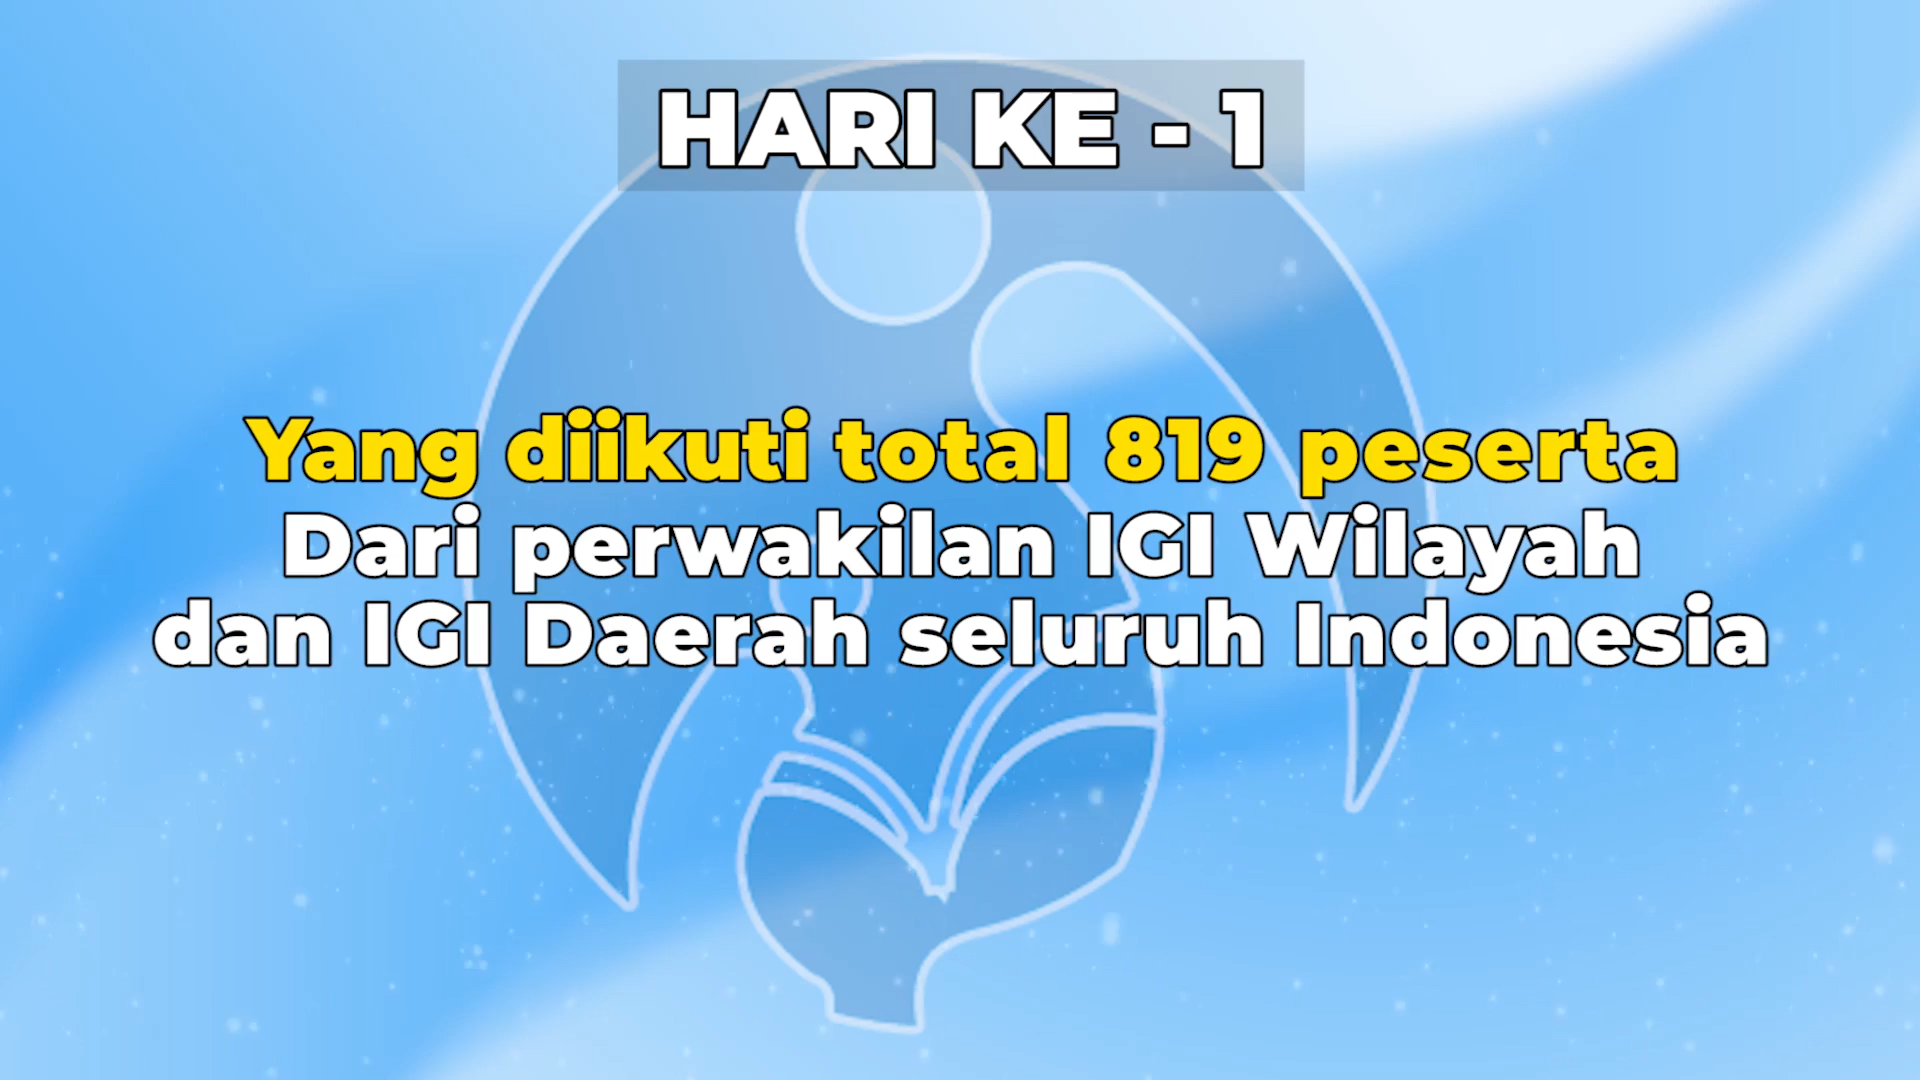 HARI KE - 1
Yang diikuti total 819 peserta
Dari perwakilan IGI Wilayah
dan IGI Daerah seluruh Indonesia